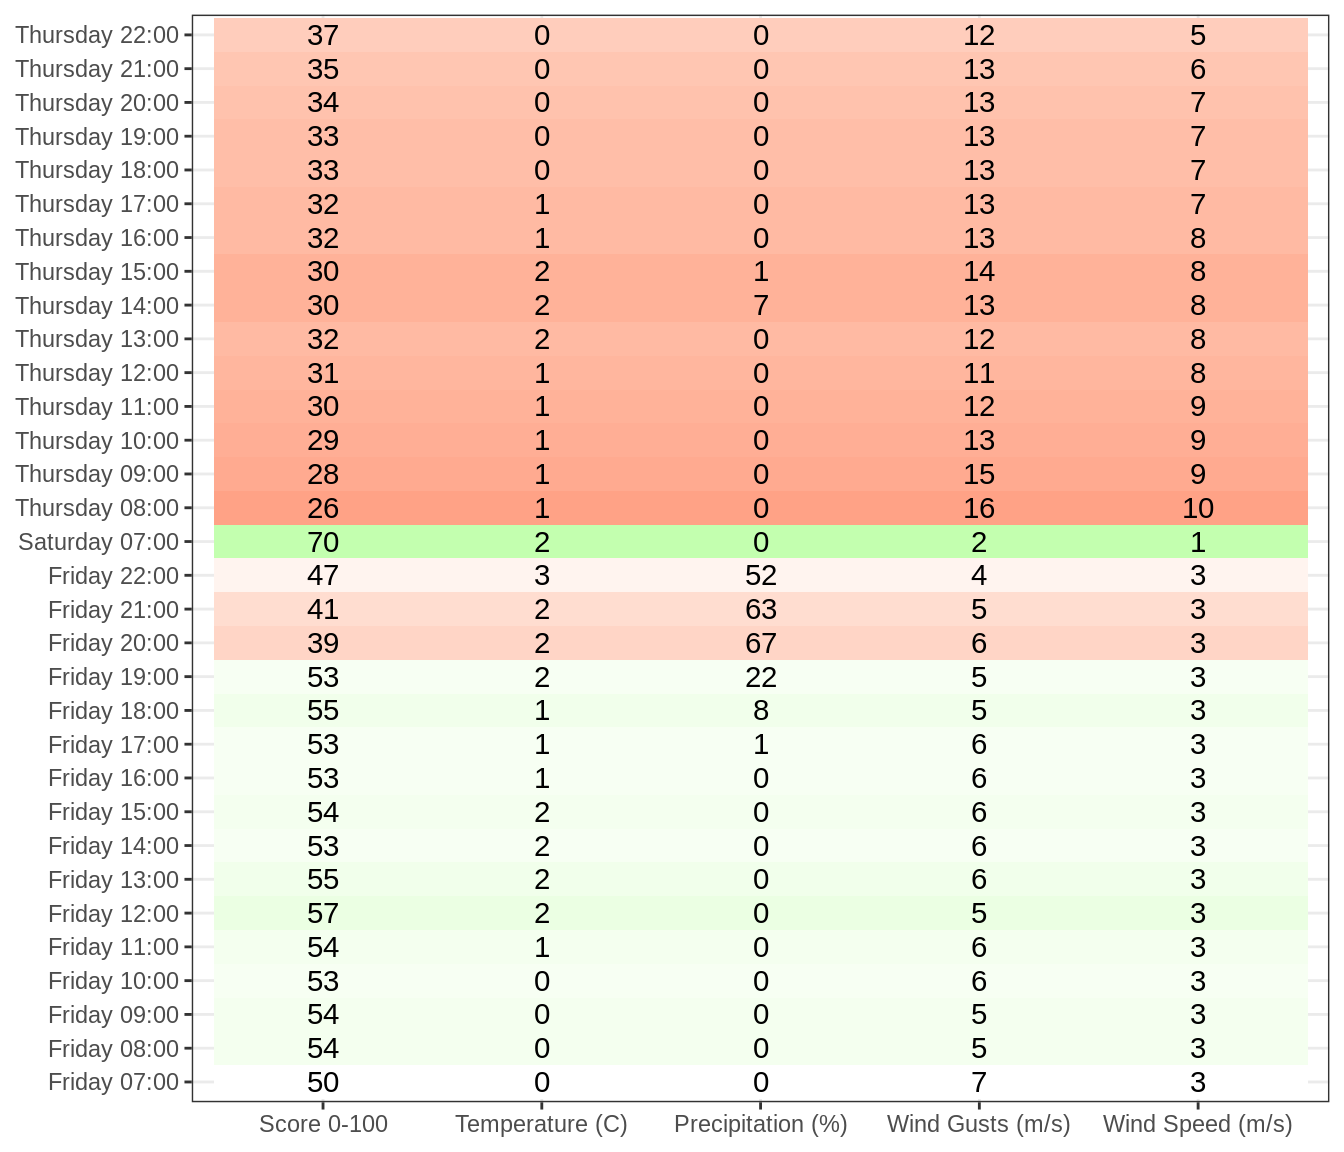 Thursday 22:00 37 0 0 12 5
Thursday 21:00 35 0 0 13 6
Thursday 20:00 34 0 0 13 7
Thursday 19:00 33 0 0 13 7
Thursday 18:00 33 0 0 13 7
Thursday 17:00 32 1 0 13 7
Thursday 16:00 32 1 0 13 8
Thursday 15:00 30 2 1 14 8
Thursday 14:00 30 2 7 13 8
Thursday 13:00 32 2 0 12 8
Thursday 12:00 31 1 0 11 8
Thursday 11:00 30 1 0 12 9
Thursday 10:00 29 1 0 13 9
Thursday 09:00 28 1 0 15 9
Thursday 08:00 26 1 0 16 10
Saturday 07:00 70 2 0 2 1
Friday 22:00 47 3 52 4 3
Friday 21:00 41 2 63 5 3
Friday 20:00 39 2 67 6 3
Friday 19:00 53 2 22 5 3
Friday 18:00 55 1 8 5 3
Friday 17:00 53 1 1 6 3
Friday 16:00 53 1 0 6 3
Friday 15:00 54 2 0 6 3
Friday 14:00 53 2 0 6 3
Friday 13:00 55 2 0 6 3
Friday 12:00 57 2 0 5 3
Friday 11:00 54 1 0 6 3
Friday 10:00 53 0 0 6 3
Friday 09:00 54 0 0 5 3
Friday 08:00 54 0 0 5 3
Friday 07:00 50 0 0 7 3
Score 0-100 Temperature (C) Precipitation (%) Wind Gusts (m/s) Wind Speed (m/s)